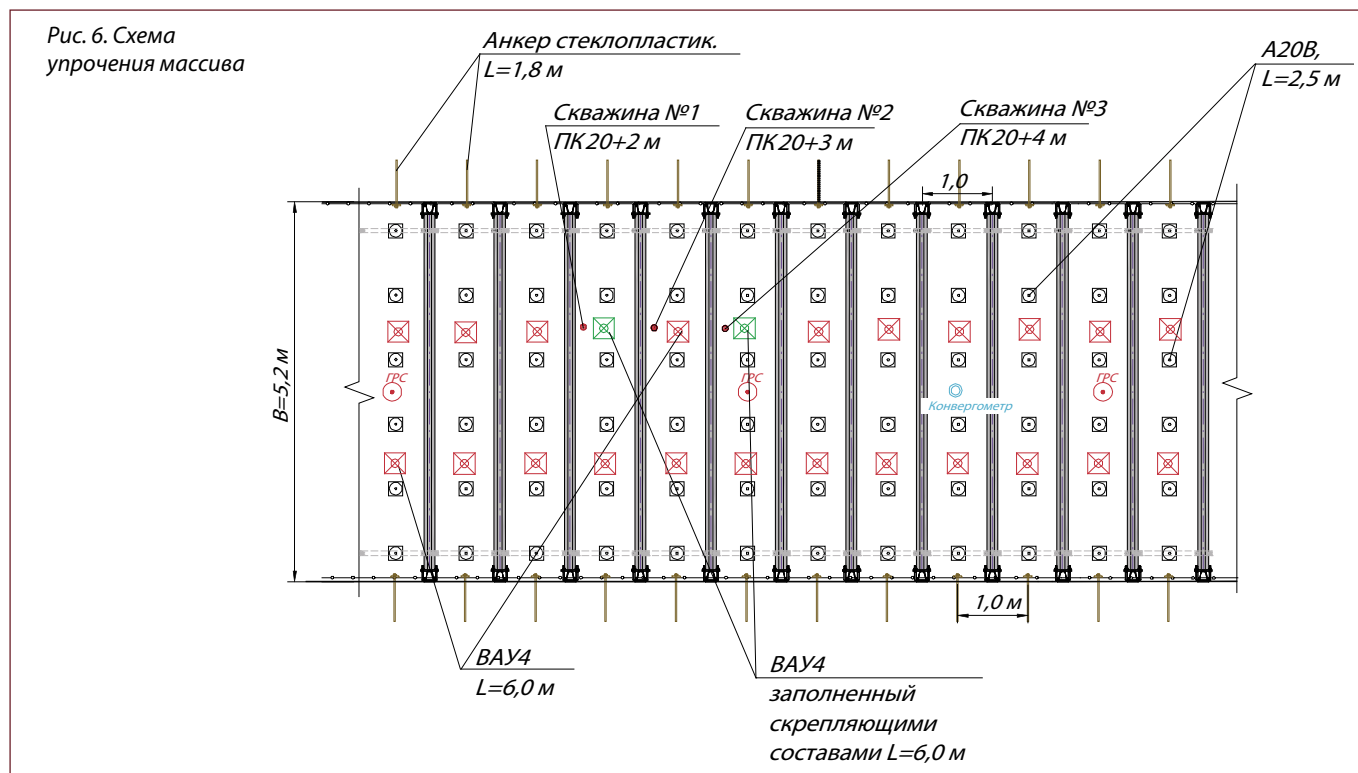 Рис. 6. Схема
упрочения массива
Анкер стеклопластик.
L=1,8 м
А20В,
L=2,5 м
Скважина №1
ПК20+2 м
Скважина №2
ПК20+3 м
Скважина №3
ПК20+4 м
1,0
В=5,2 м
ГРС
ГРС
ГРС
Конвергометр
1,0 м
ВАУ4
L=6,0 м
ВАУ4
заполненный
скрепляющими
составами L=6,0 м